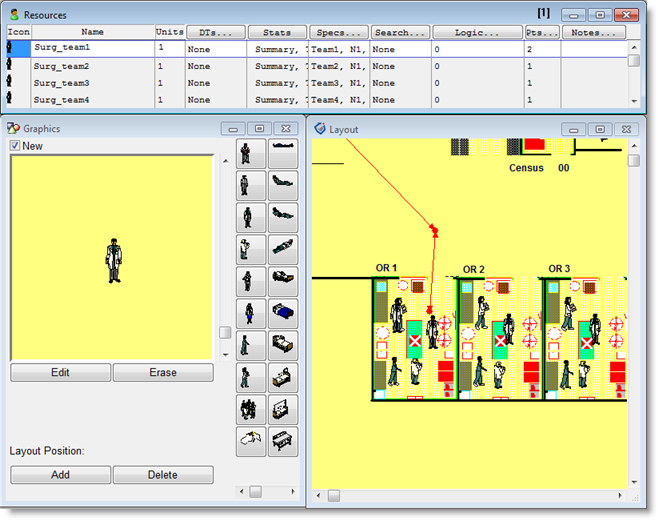 Resources [1]
Icon Name Units DTs... Stats Specs... Search... Logic... Pts... Notes...
Surg_team1 1 None Summary, T Team1, N1, None 0 2
Surg_team2 1 None Summary, T Team2, N1, None 0 1
Surg_team3 1 None Summary, T Team3, N1, None 0 1
Surg_team4 1 None Summary, T Team4, N1, None 0 1
Graphics
New
Edit Erase
Layout Position:
Add Delete
Layout
Census 00
OR 1 OR 2 OR 3